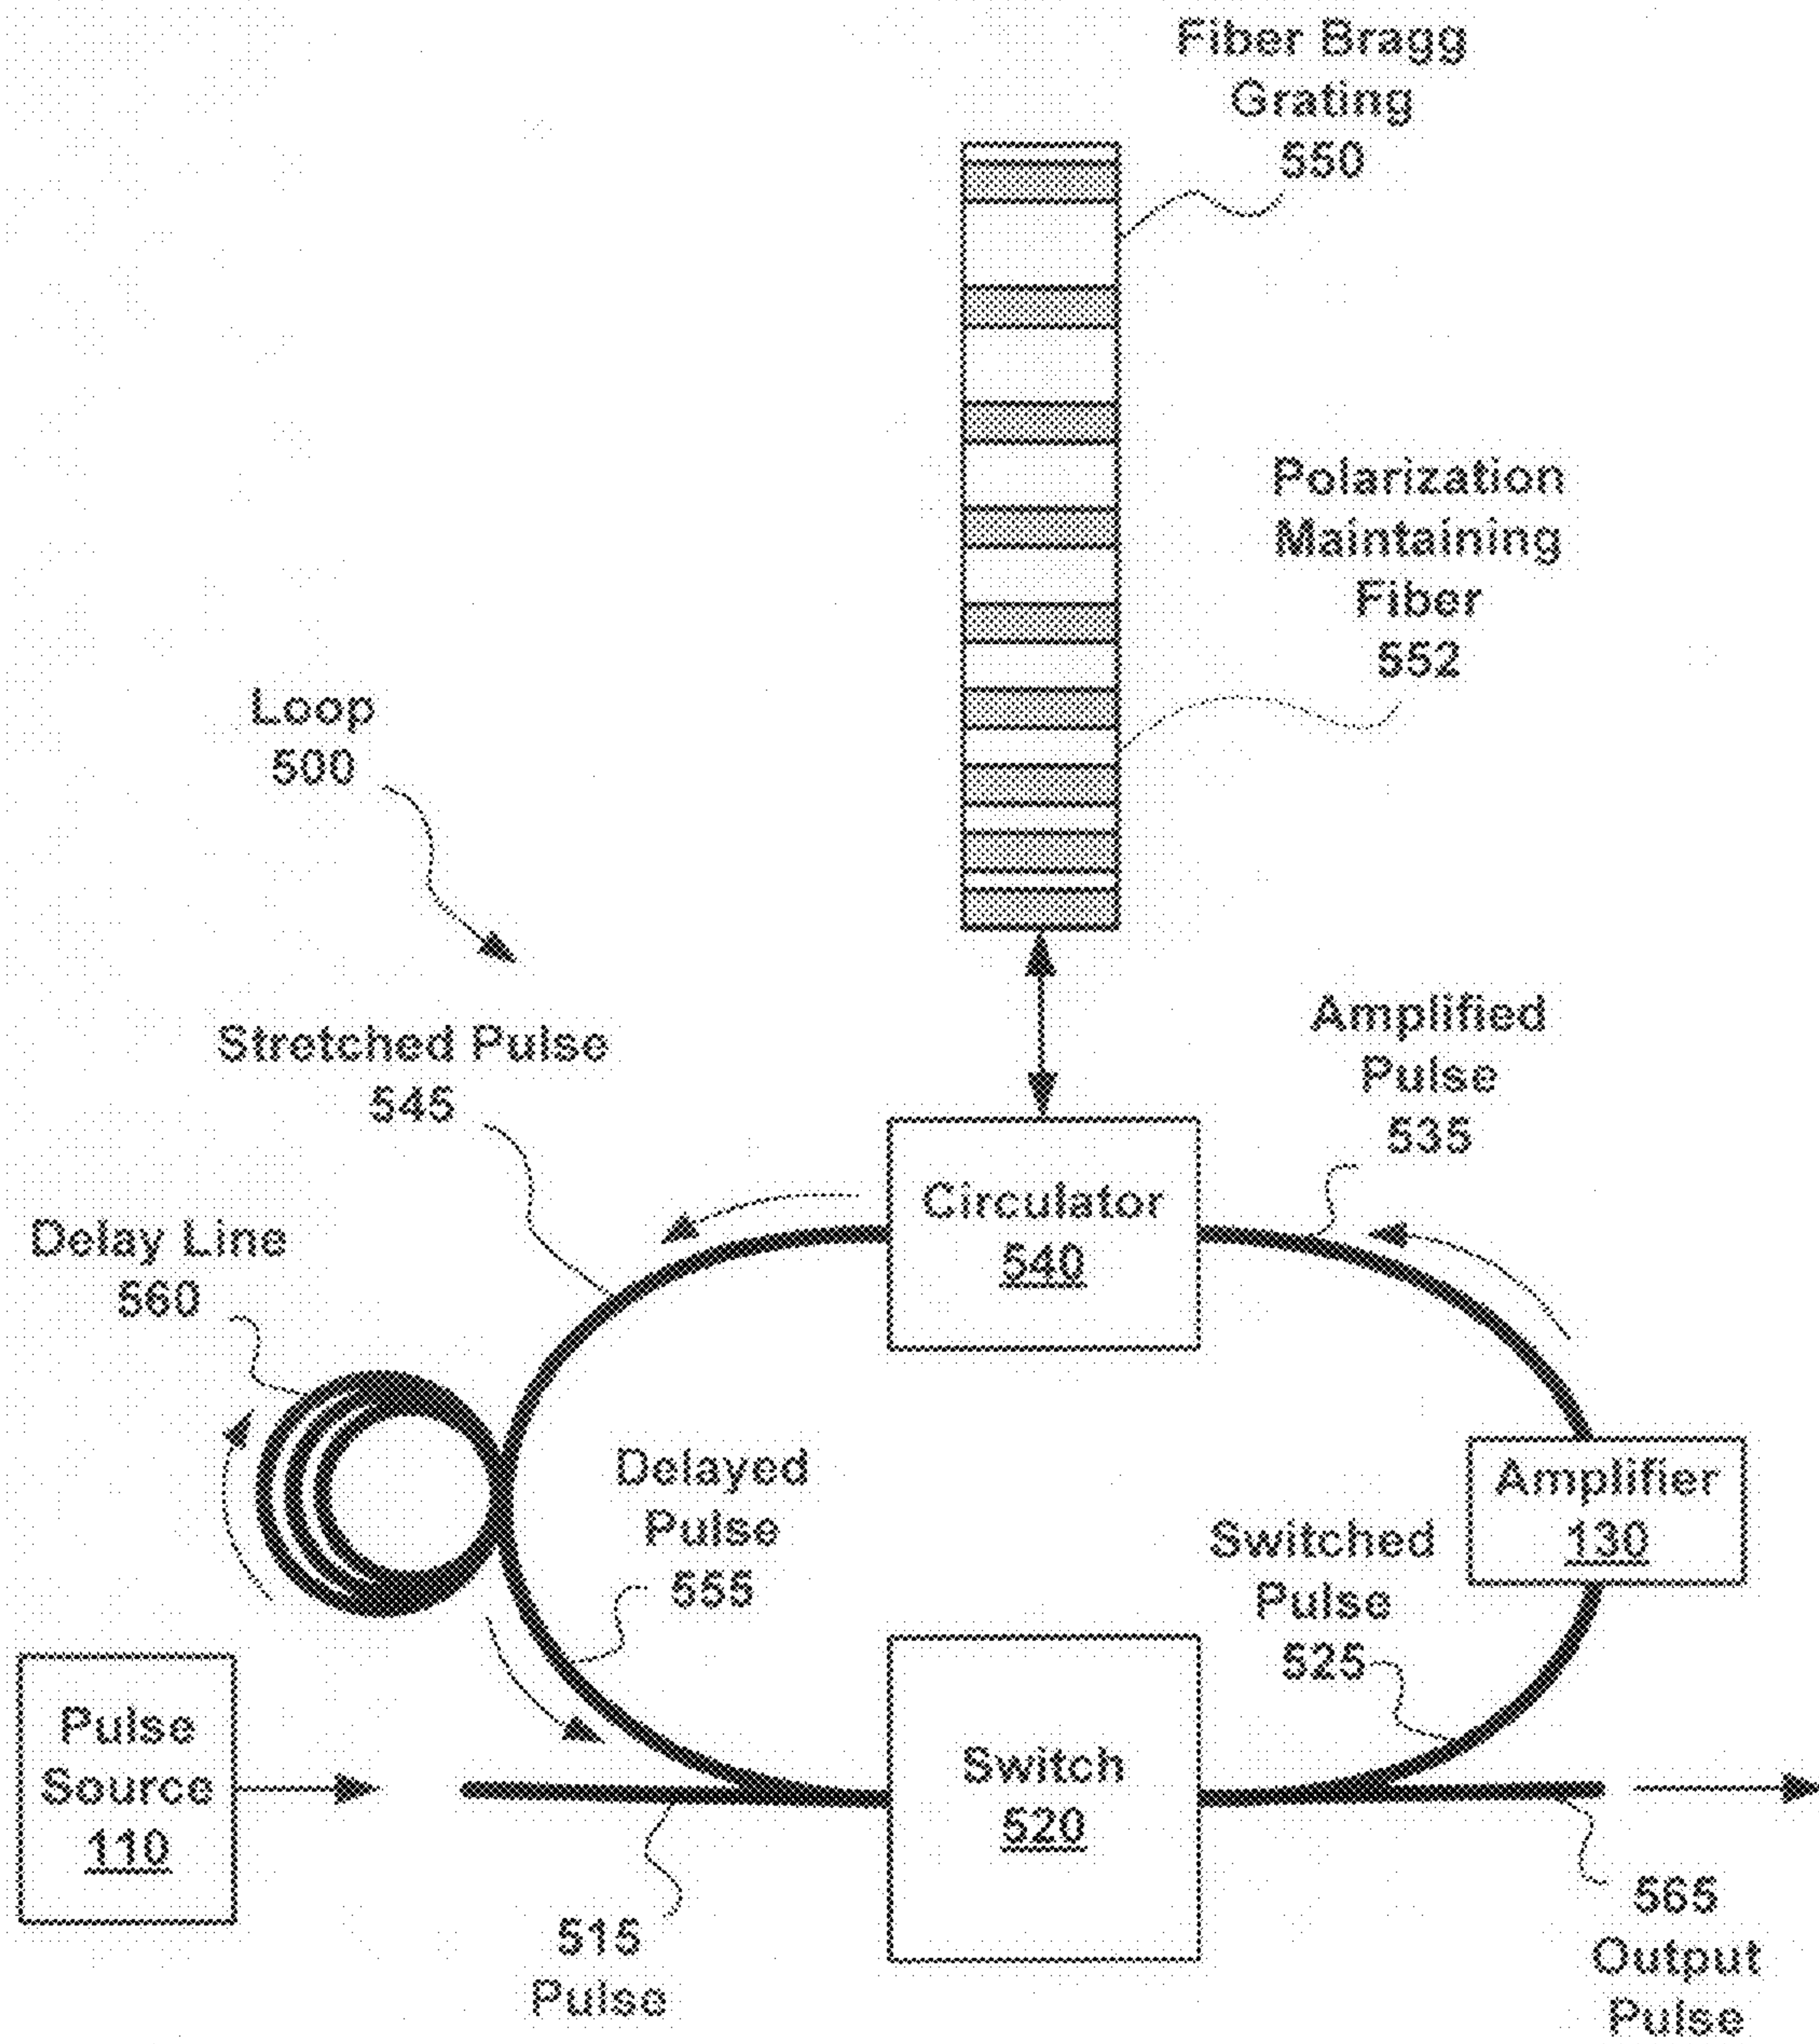 Fiber Bragg
Grating
550
Polarization
Maintaining
Fiber
552
Loop
500
Stretched Pulse
545
Amplified
Pulse
535
Circulator
540
Delay Line
560
Delayed
Pulse
555
Amplifier
130
Switched
Pulse
525
Pulse
Source
110
Switch
520
515
Pulse
565
Output
Pulse